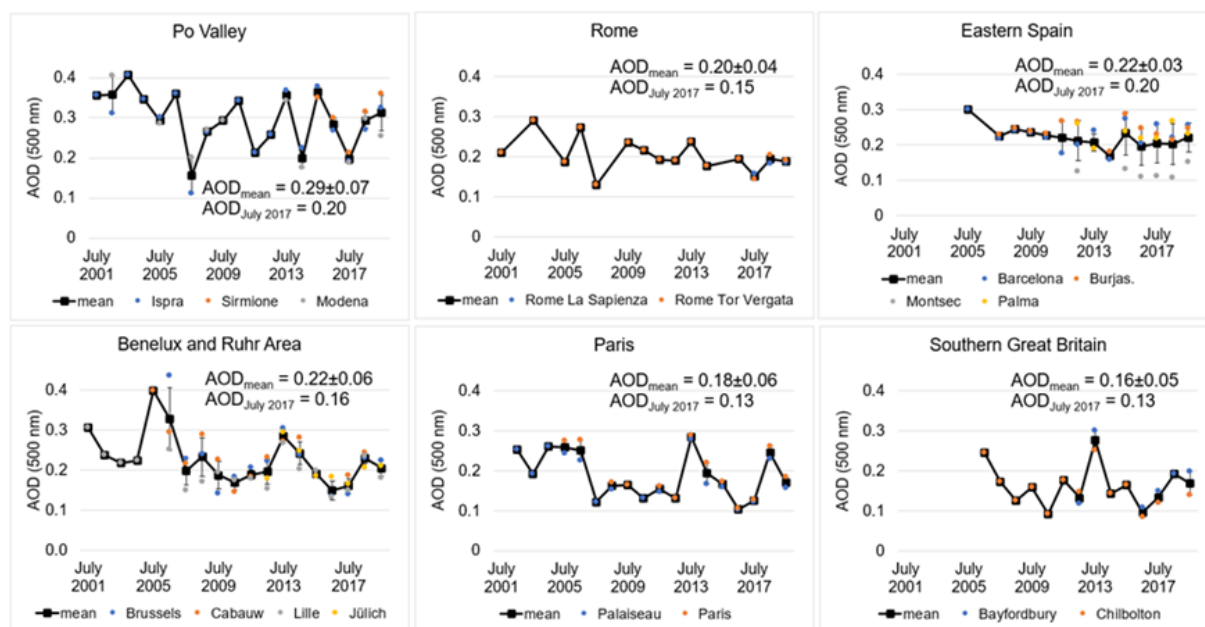 Po Valley
AOD (500 nm)
0.4
0.3
0.2
0.1
0
AODmean = 0.29±0.07
AODJuly 2017 = 0.20
July 2001
July 2005
July 2009
July 2013
July 2017
mean Ispra Sirmione Modena
Rome
AOD (500 nm)
0.4
0.3
0.2
0.1
0
AODmean = 0.20±0.04
AODJuly 2017 = 0.15
July 2001
July 2005
July 2009
July 2013
July 2017
mean Rome La Sapienza Rome Tor Vergata
Eastern Spain
AOD (500 nm)
0.4
0.3
0.2
0.1
0
AODmean = 0.22±0.03
AODJuly 2017 = 0.20
July 2001
July 2005
July 2009
July 2013
July 2017
mean Barcelona Burjas.
Montsec Palma
Benelux and Ruhr Area
AOD (500 nm)
0.4
0.3
0.2
0.1
0.0
AODmean = 0.22±0.06
AODJuly 2017 = 0.16
July 2001
July 2005
July 2009
July 2013
July 2017
mean Brussels Cabauw Lille Jülich
Paris
AOD (500 nm)
0.4
0.3
0.2
0.1
0
AODmean = 0.18±0.06
AODJuly 2017 = 0.13
July 2001
July 2005
July 2009
July 2013
July 2017
mean Palaiseau Paris
Southern Great Britain
AOD (500 nm)
0.4
0.3
0.2
0.1
0
AODmean = 0.16±0.05
AODJuly 2017 = 0.13
July 2001
July 2005
July 2009
July 2013
July 2017
mean Bayfordbury Chilbolton